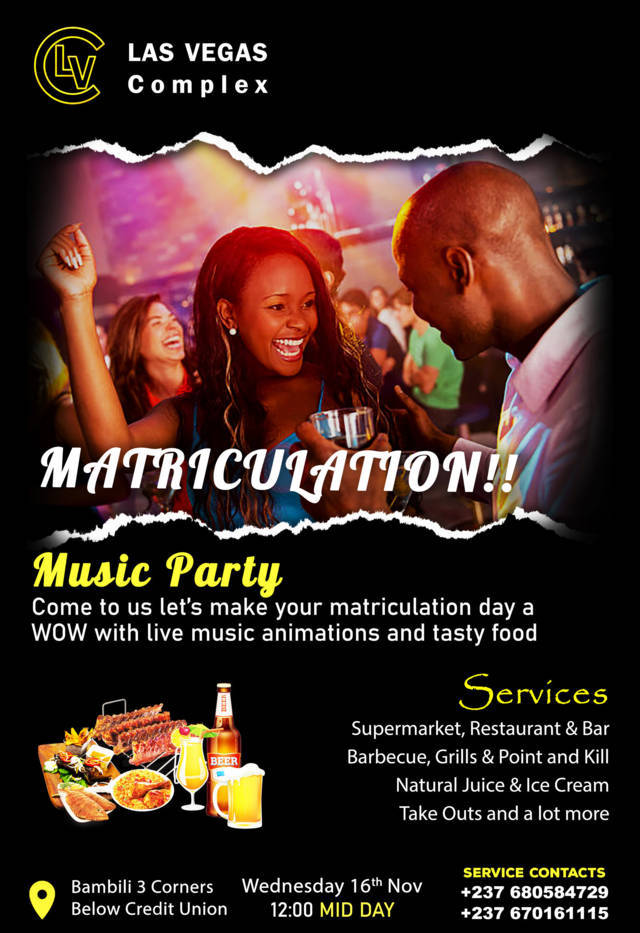 LV
LAS VEGAS
Complex
MATRICULATION!!
Music Party
Come to us let's make your matriculation day a
WOW with live music animations and tasty food
Services
Supermarket, Restaurant & Bar
Barbecue, Grills & Point and Kill
Natural Juice & Ice Cream
Take Outs and a lot more
BEER
BEER
Bambili 3 Corners
Below Credit Union
Wednesday 16th Nov
12:00 MID DAY
SERVICE CONTACTS
+237 680584729
+237 670161115